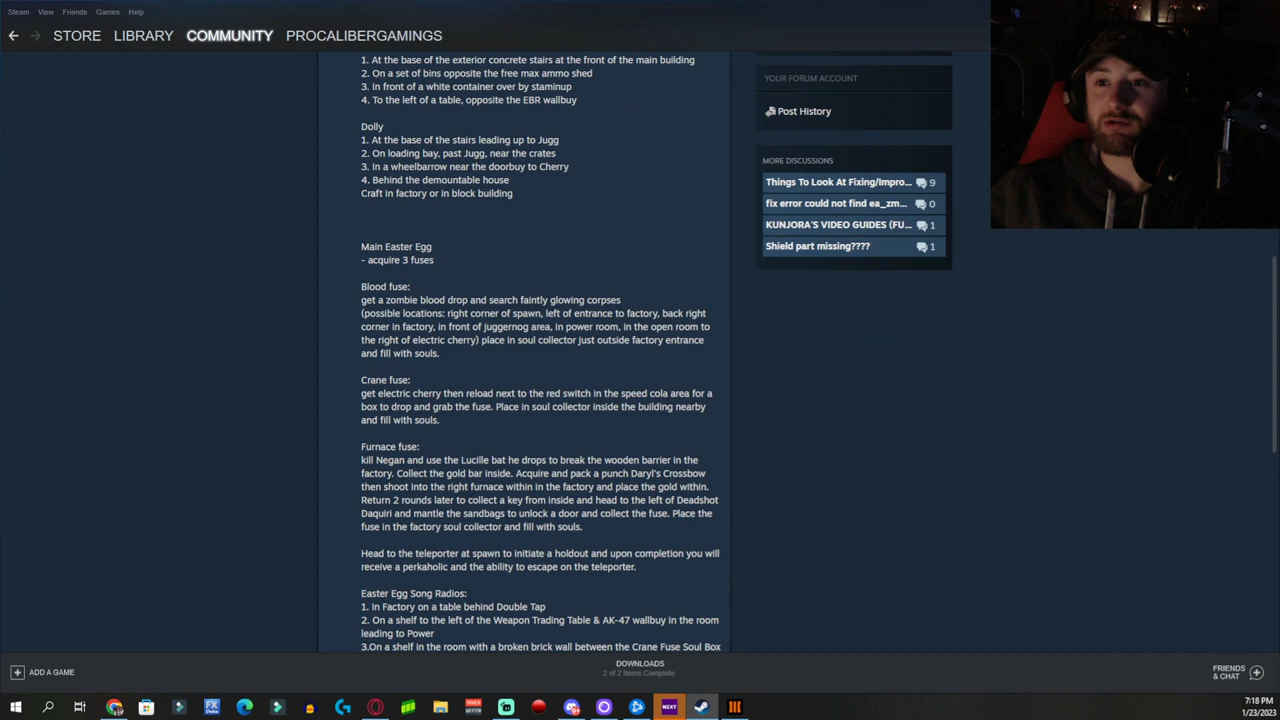 Steam View Friends Games Help
STORE LIBRARY COMMUNITY PROCALIBERGAMINGS
1. At the base of the exterior concrete stairs at the front of the main building
2. On a set of bins opposite the free max ammo shed
3. In front of a white container over by staminup
4. To the left of a table, opposite the EBR wallbuy
Dolly
1. At the base of the stairs leading up to Jugg
2. On loading bay, past Jugg, near the crates
3. In a wheelbarrow near the doorbuy to Cherry
4. Behind the demountable house
Craft in factory or in block building
Main Easter Egg
- acquire 3 fuses
Blood fuse:
get a zombie blood drop and search faintly glowing corpses
(possible locations: right corner of spawn, left of entrance to factory, back right
corner in factory, in front of juggernog area, in power room, in the open room to
the right of electric cherry) place in soul collector just outside factory entrance
and fill with souls.
Crane fuse:
get electric cherry then reload next to the red switch in the speed cola area for a
box to drop and grab the fuse. Place in soul collector inside the building nearby
and fill with souls.
Furnace fuse:
kill Negan and use the Lucille bat he drops to break the wooden barrier in the
factory. Collect the gold bar inside. Acquire and pack a punch Daryl's Crossbow
then shoot into the right furnace within in the factory and place the gold within.
Return 2 rounds later to collect a key from inside and head to the left of Deadshot
Daquiri and mantle the sandbags to unlock a door and collect the fuse. Place the
fuse in the factory soul collector and fill with souls.
Head to the teleporter at spawn to initiate a holdout and upon completion you will
receive a perkaholic and the ability to escape on the teleporter.
Easter Egg Song Radios:
1. In Factory on a table behind Double Tap
2. On a shelf to the left of the Weapon Trading Table & AK-47 wallbuy in the room
leading to Power
3.On a shelf in the room with a broken brick wall between the Crane Fuse Soul Box
YOUR FORUM ACCOUNT
Post History
MORE DISCUSSIONS
Things To Look At Fixing/Impro... 9
fix error could not find ea_zm... 0
KUNJORA'S VIDEO GUIDES (FU... 1
Shield part missing???? 1
ADD A GAME
DOWNLOADS
2 of 2 Items Complete
FRIENDS
& CHAT
NEXT
7:18 PM
1/23/2023